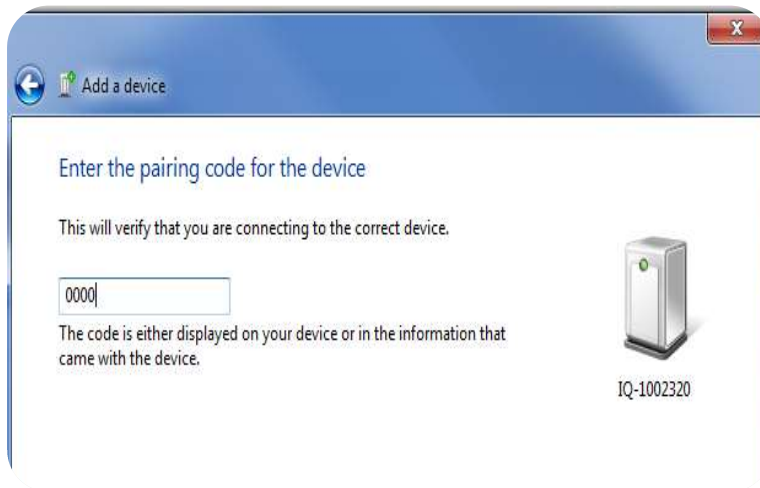 Add a device
Enter the pairing code for the device
This will verify that you are connecting to the correct device.
0000
The code is either displayed on your device or in the information that
came with the device.
IQ-1002320